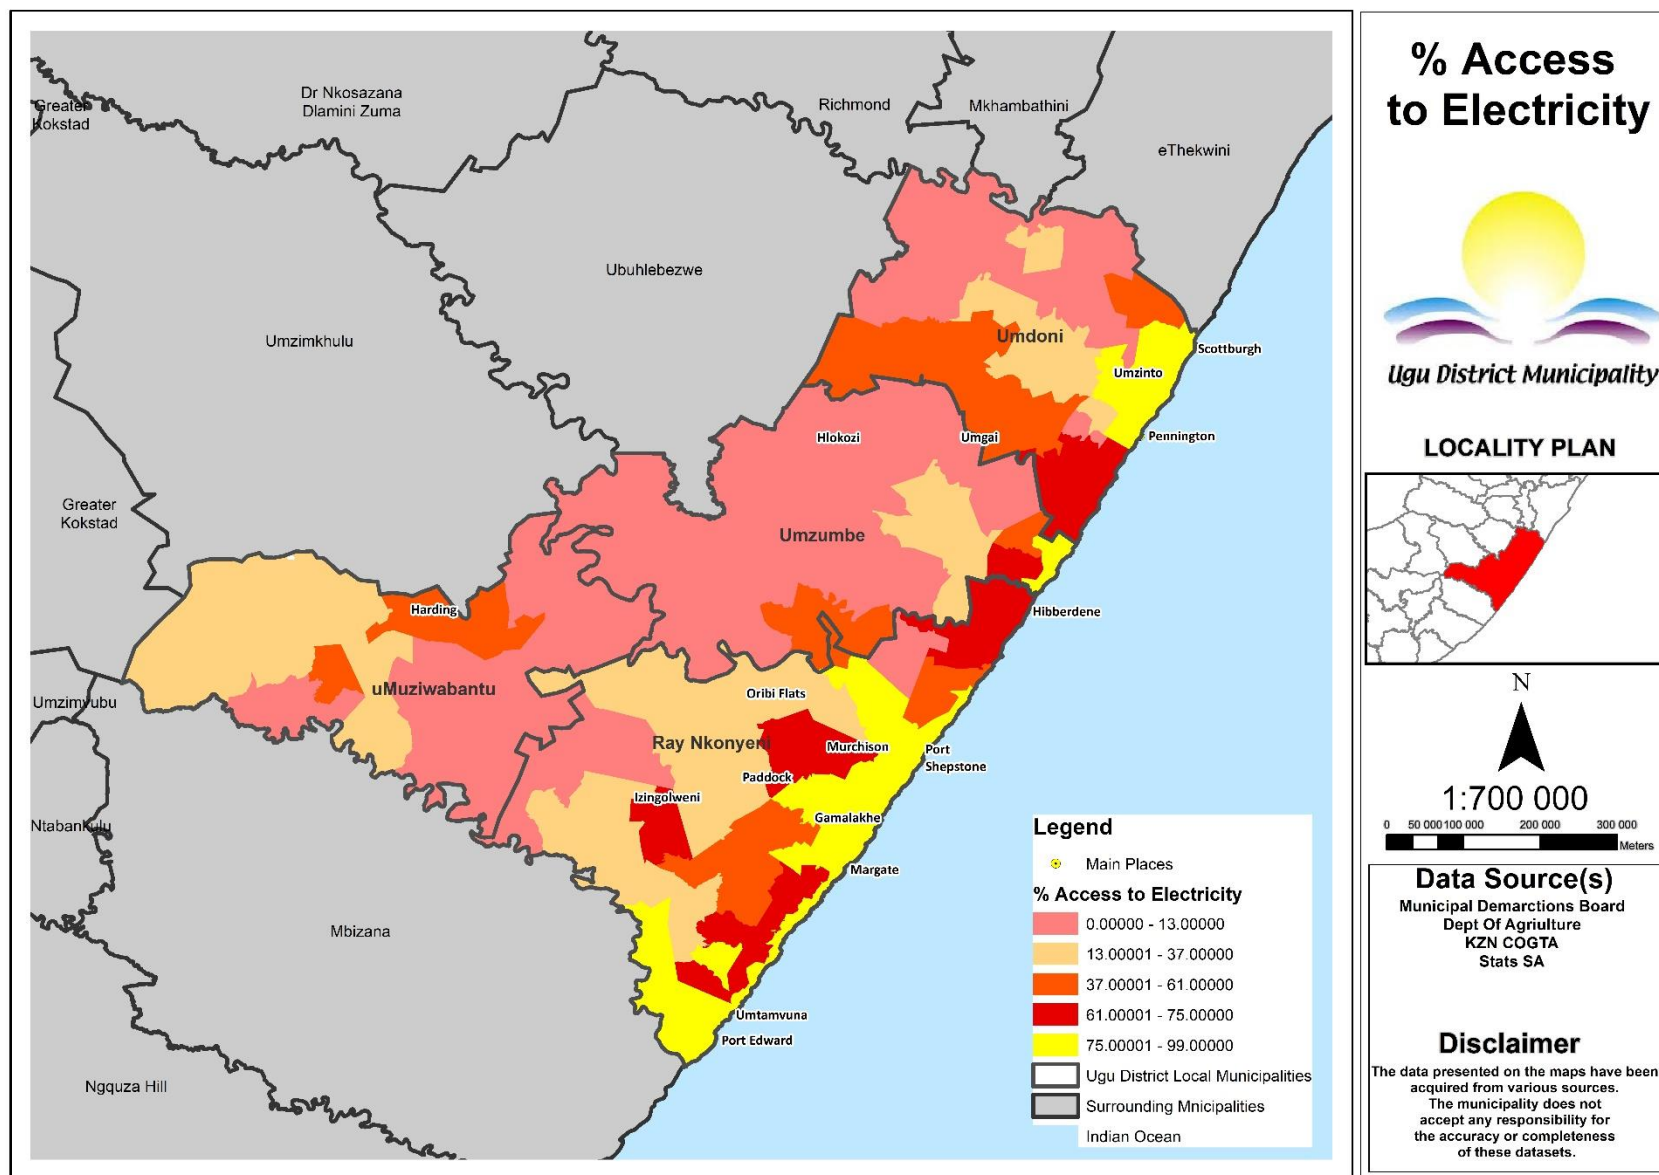 % Access
to Electricity
Ugu District Municipality
LOCALITY PLAN
N
1:700 000
0 50 000 100 000 200 000 300 000
Meters
Data Source(s)
Municipal Demarctions Board
Dept Of Agriulture
KZN COGTA
Stats SA
Disclaimer
The data presented on the maps have been
acquired from various sources.
The municipality does not
accept any responsibility for
the accuracy or completeness
of these datasets.
Greater
Kokstad
Dr Nkosazana
Dlamini Zuma
Richmond
Mkhambathini
eThekwini
Ubuhlebezwe
Umzimkhulu
Umdoni
Scottburgh
Umzinto
Pennington
Hlokozi
Umgai
Greater
Kokstad
Umzumbe
Harding
Hibberdene
Umzimvubu
uMuziwabantu
Oribi Flats
Ray Nkonyeni
Murchison
Port
Shepstone
Paddock
Izingolweni
Gamalakhe
Ntabankulu
Margate
Mbizana
Umtamvuna
Port Edward
Ngquza Hill
Legend
Main Places
% Access to Electricity
0.00000 - 13.00000
13.00001 - 37.00000
37.00001 - 61.00000
61.00001 - 75.00000
75.00001 - 99.00000
Ugu District Local Municipalities
Surrounding Mnicipalities
Indian Ocean